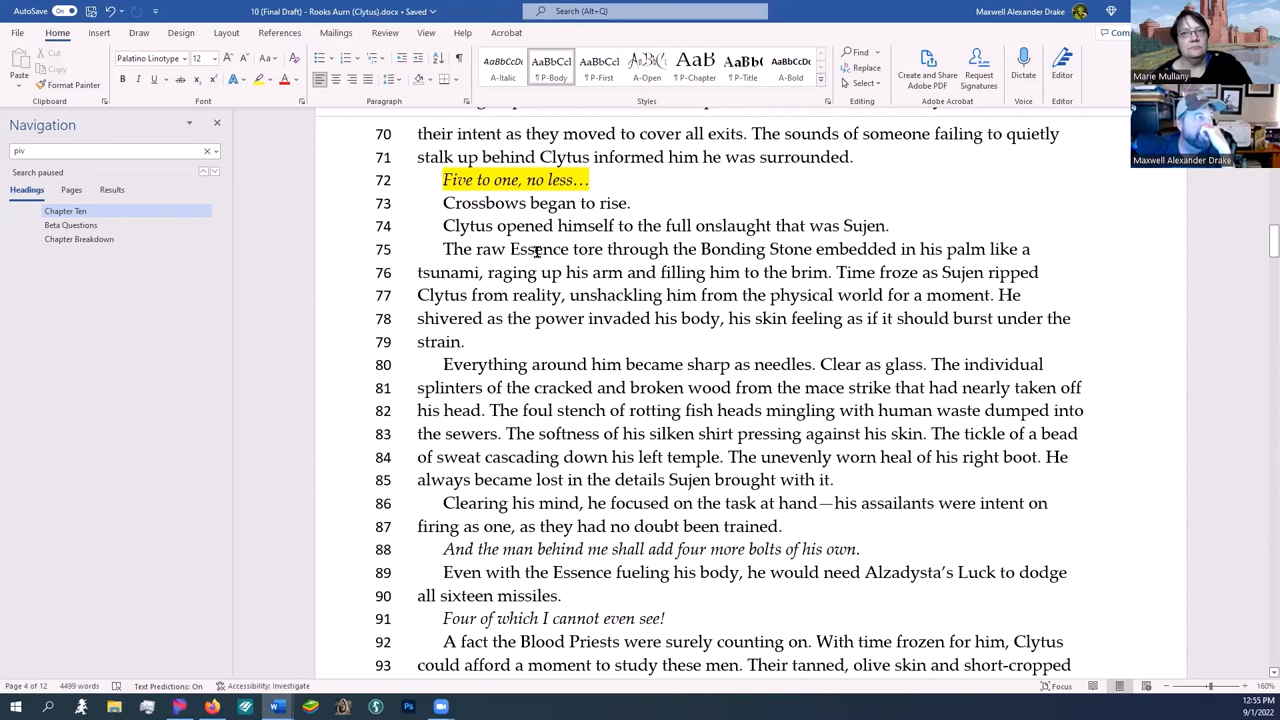 AutoSave On 10 (Final Draft) - Rooks Aurn (Clytus).docx • Saved Search (Alt+Q) Maxwell Alexander Drake
File Home Insert Draw Design Layout References Mailings Review View Help Acrobat
Paste Cut Copy Format Painter Clipboard
Palatino Linotype 12 Font
Paragraph
AaBbCcD AaBbCcI AaBbCcI AaBbC AaBbC AaBb( AaBbCcD
A-Italic ¶ P-Body ¶ P-First A-Open ¶ P-Chapter ¶ P-Title A-Bold
Styles
Find Replace Select Editing
Create and Share Adobe PDF Request Signatures Adobe Acrobat
Dictate Voice
Editor Editor
Marie Mullany
Maxwell Alexander Drake
Navigation
piv
Search paused
Headings Pages Results
Chapter Ten
Beta Questions
Chapter Breakdown
70 their intent as they moved to cover all exits. The sounds of someone failing to quietly
71 stalk up behind Clytus informed him he was surrounded.
72 Five to one, no less…
73 Crossbows began to rise.
74 Clytus opened himself to the full onslaught that was Sujen.
75 The raw Essence tore through the Bonding Stone embedded in his palm like a
76 tsunami, raging up his arm and filling him to the brim. Time froze as Sujen ripped
77 Clytus from reality, unshackling him from the physical world for a moment. He
78 shivered as the power invaded his body, his skin feeling as if it should burst under the
79 strain.
80 Everything around him became sharp as needles. Clear as glass. The individual
81 splinters of the cracked and broken wood from the mace strike that had nearly taken off
82 his head. The foul stench of rotting fish heads mingling with human waste dumped into
83 the sewers. The softness of his silken shirt pressing against his skin. The tickle of a bead
84 of sweat cascading down his left temple. The unevenly worn heal of his right boot. He
85 always became lost in the details Sujen brought with it.
86 Clearing his mind, he focused on the task at hand—his assailants were intent on
87 firing as one, as they had no doubt been trained.
88 And the man behind me shall add four more bolts of his own.
89 Even with the Essence fueling his body, he would need Alzadysta’s Luck to dodge
90 all sixteen missiles.
91 Four of which I cannot even see!
92 A fact the Blood Priests were surely counting on. With time frozen for him, Clytus
93 could afford a moment to study these men. Their tanned, olive skin and short-cropped
Page 4 of 12 4499 words Text Predictions: On Accessibility: Investigate Focus 160%
12:55 PM
9/1/2022